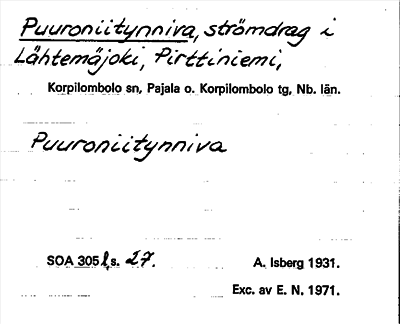 Puuroniitynniva, strömdrag i
Lähtemäjoki, Pirttiniemi,
Korpilombolo sn, Pajala o. Korpilombolo tg, Nb. län.
Puuroniitynniva
SOA 305 l, s. 27. A. Isberg 1931.
Exc. av E. N. 1971.